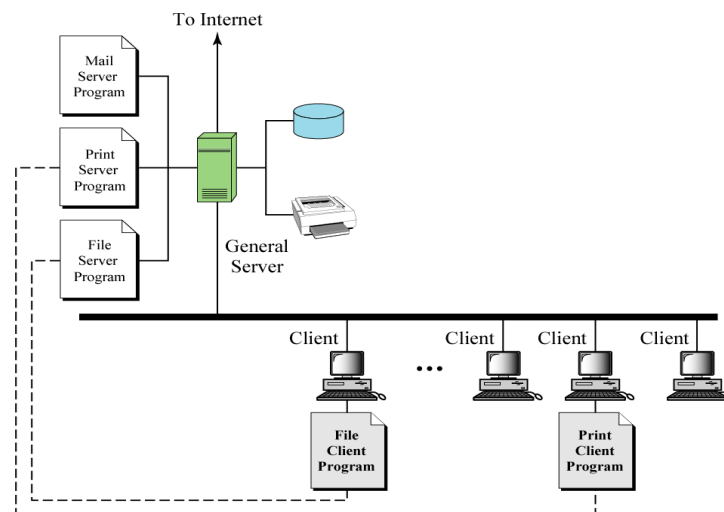 To Internet
Mail
Server
Program
Print
Server
Program
File
Server
Program
General
Server
Client
Client
Client
Client
•••
File
Client
Program
Print
Client
Program